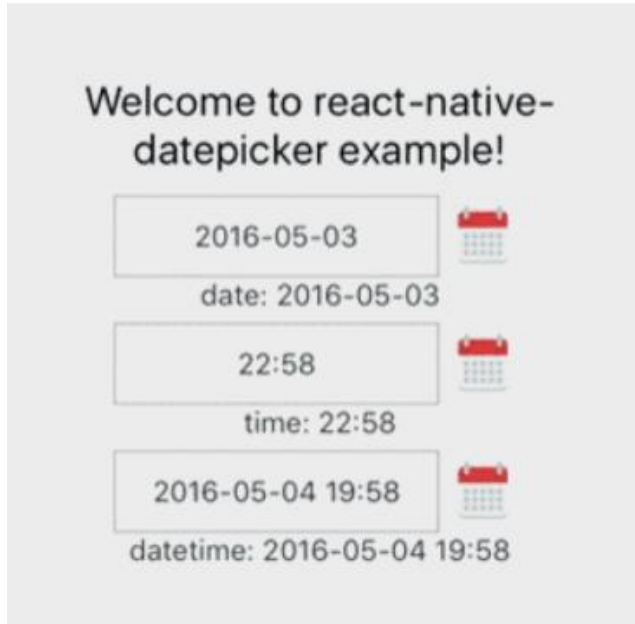 Welcome to react-native-
datepicker example!
2016-05-03
date: 2016-05-03
22:58
time: 22:58
2016-05-04 19:58
datetime: 2016-05-04 19:58